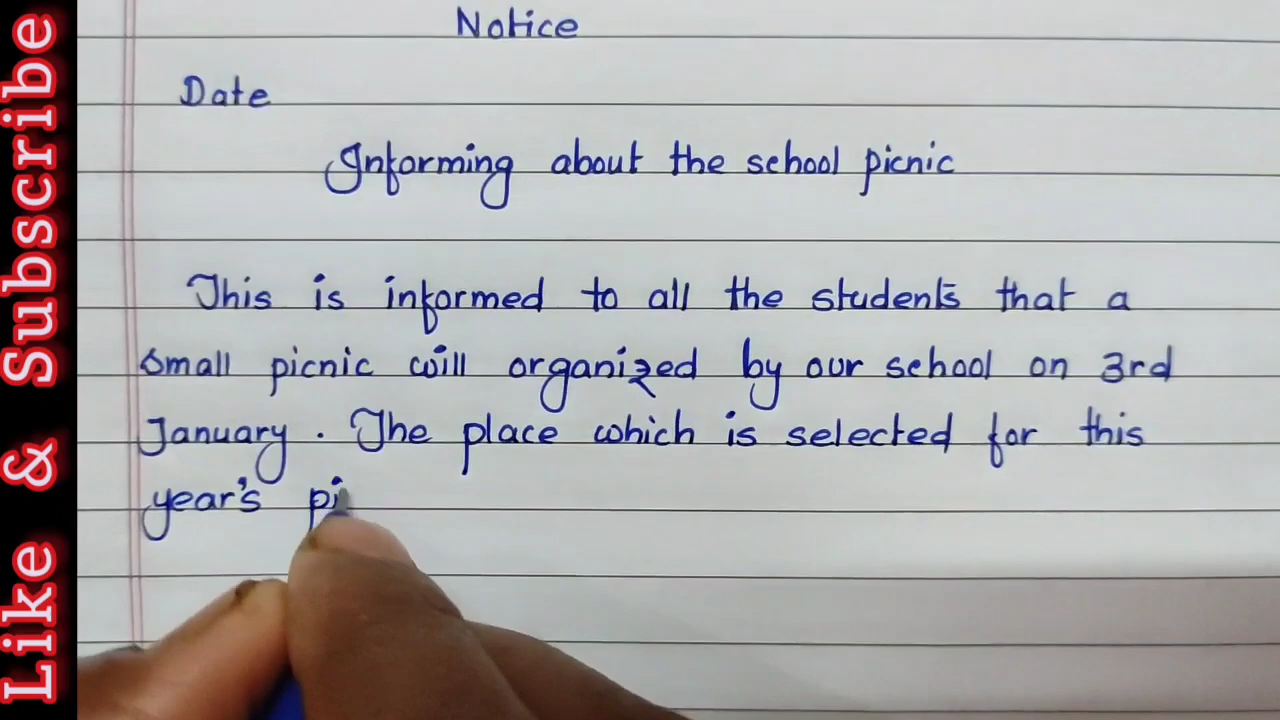 Like & Subscribe
Notice
Date
Informing about the school picnic
This is informed to all the students that a
small picnic will organized by our school on 3rd
January. The place which is selected for this
year's pi